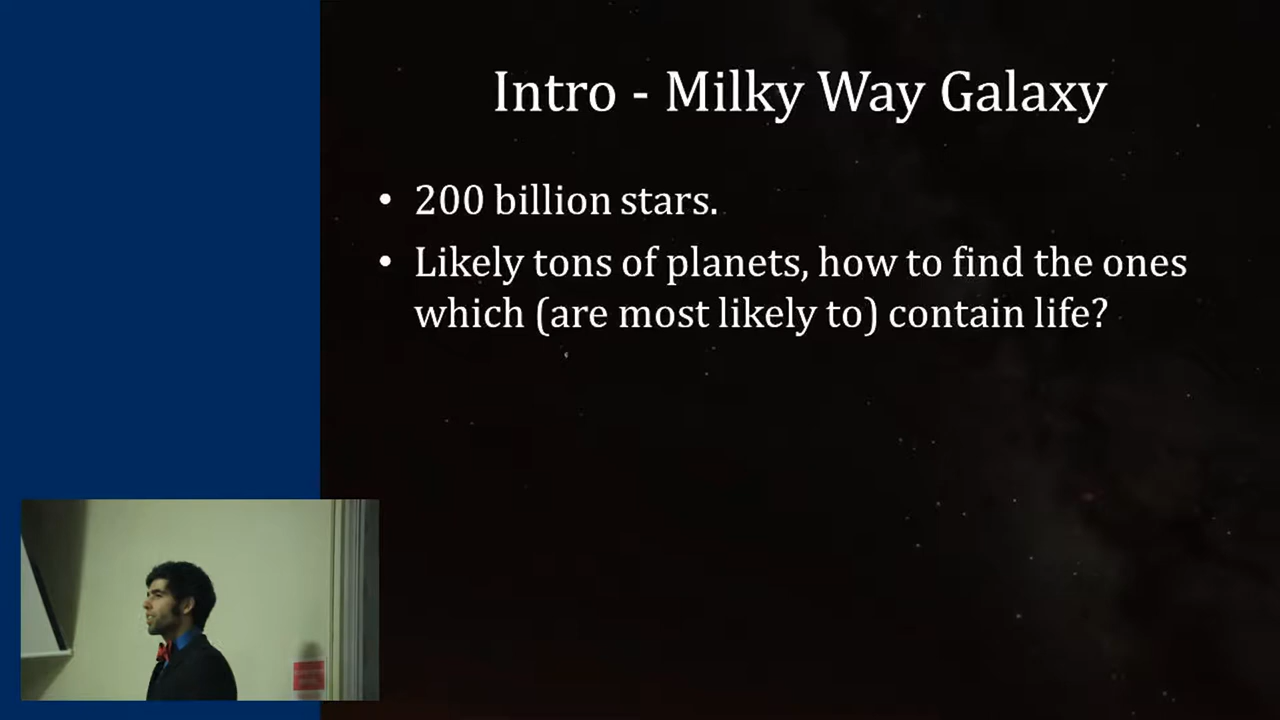 Intro - Milky Way Galaxy
• 200 billion stars.
• Likely tons of planets, how to find the ones
which (are most likely to) contain life?